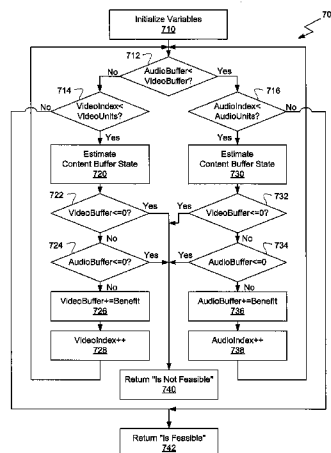 70
Initialize Variables
710
712
AudioBuffer<
VideoBuffer?
No
Yes
714
716
VideoIndex<
VideoUnits?
AudioIndex<
AudioUnits?
No
No
Yes
Yes
Estimate
Content Buffer State
720
Estimate
Content Buffer State
730
722
732
VideoBuffer<=0?
Yes
Yes
VideoBuffer<=0?
No
No
724
734
AudioBuffer<=0?
Yes
Yes
AudioBuffer<=0
No
No
VideoBuffer+=Benefit
726
AudioBuffer+=Benefit
736
VideoIndex++
728
AudioIndex++
738
Return "Is Not Feasible"
740
Return "Is Feasible"
742